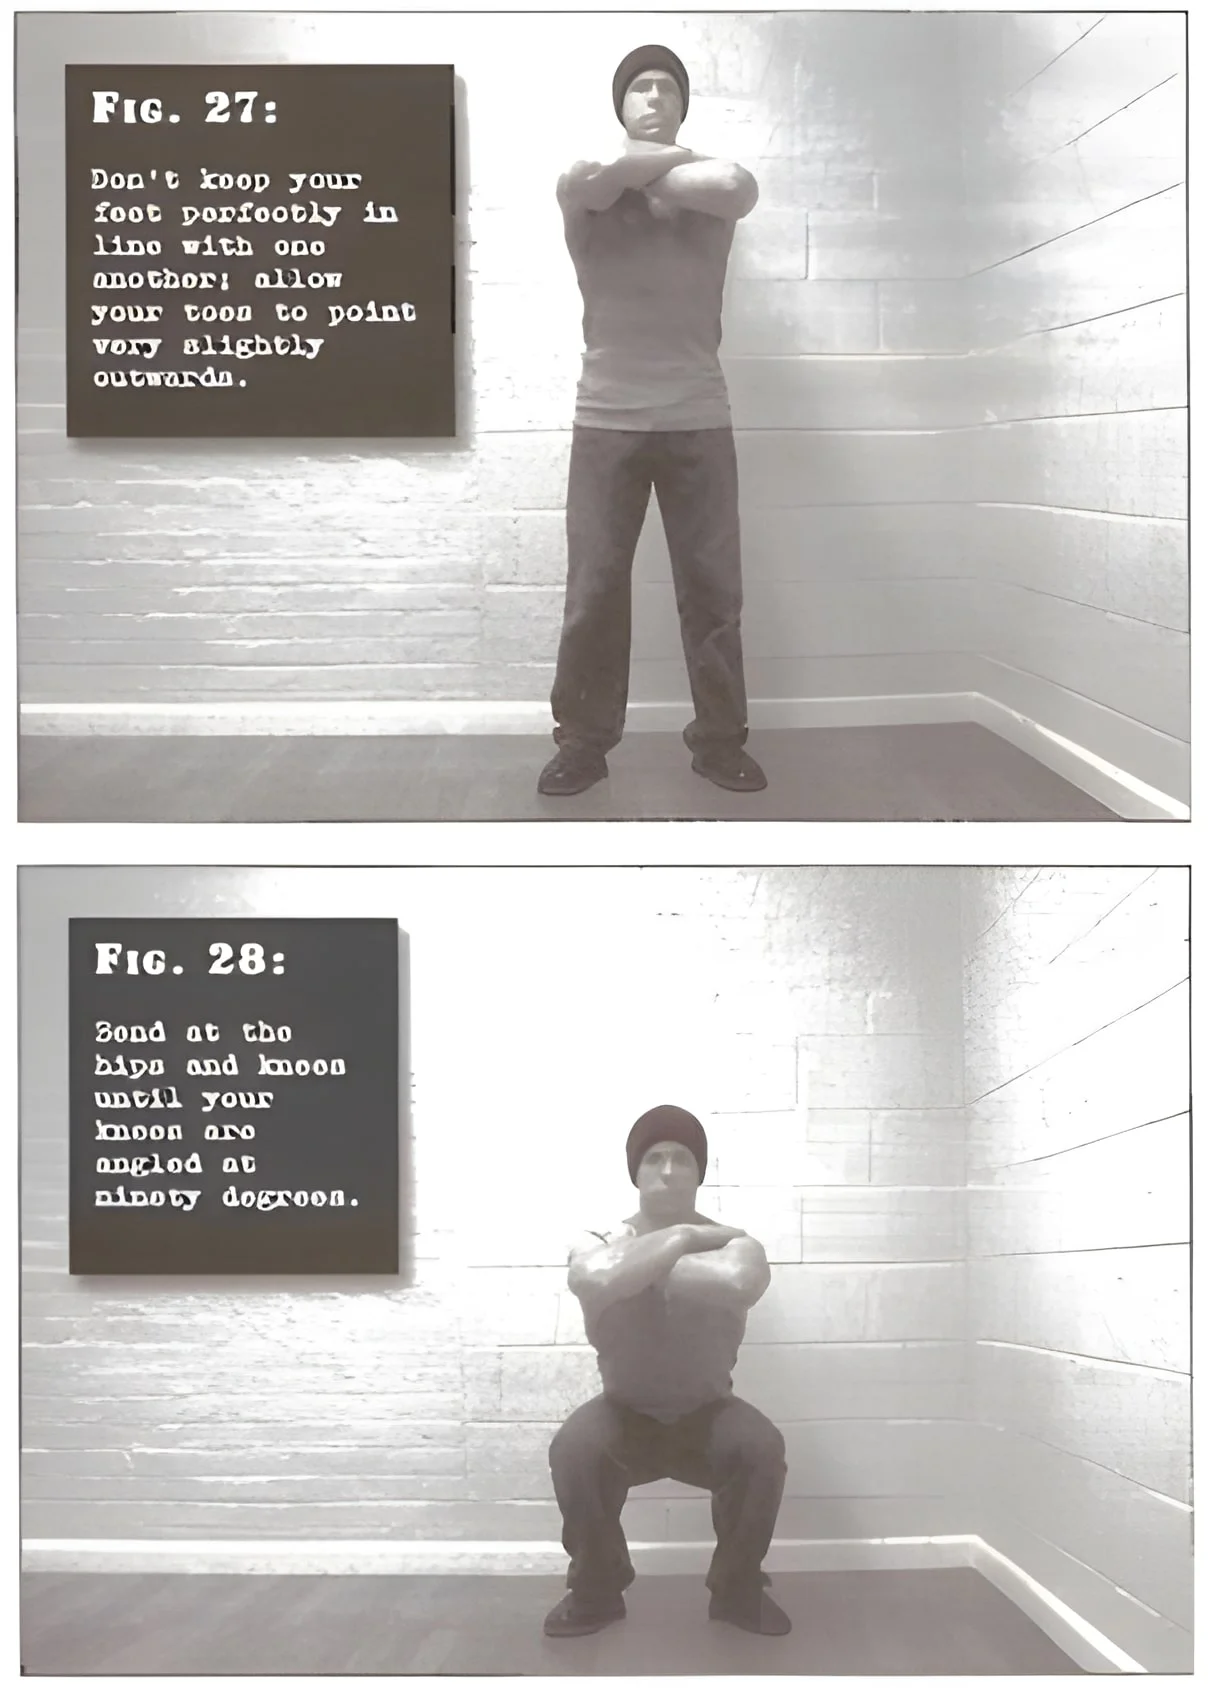 FIG. 27:
Don't keep your
feet perfectly in
line with one
another; allow
your toes to point
very slightly
outwards.
FIG. 28:
Bend at the
hips and knees
until your
knees are
angled at
ninety degrees.